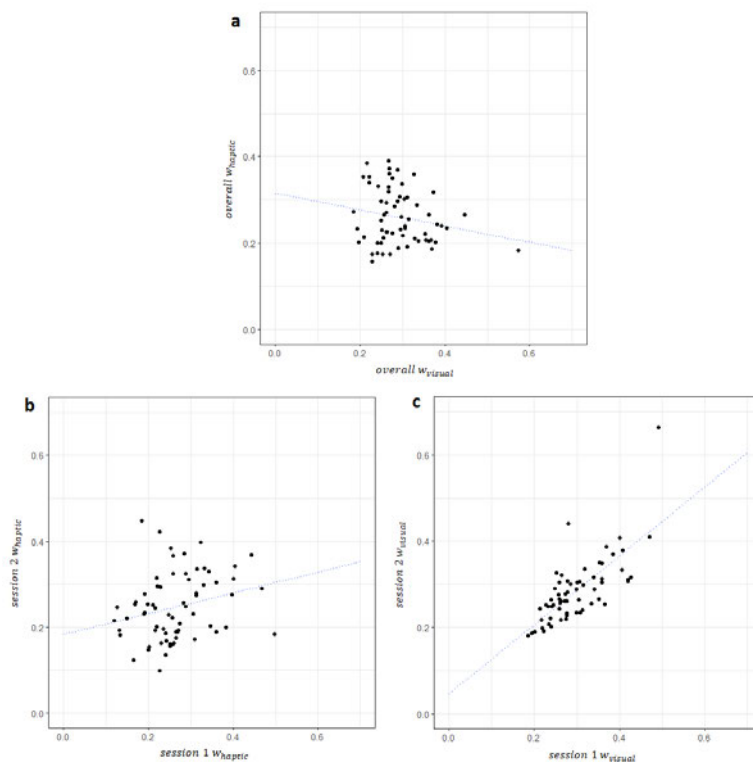 a
0.6
overall w_haptic
0.4
0.2
0.0
0.0 0.2 0.4 0.6
overall w_visual
b
0.6
session 2 w_haptic
0.4
0.2
0.0
0.0 0.2 0.4 0.6
session 1 w_haptic
c
0.6
session 2 w_visual
0.4
0.2
0.0
0.0 0.2 0.4 0.6
session 1 w_visual